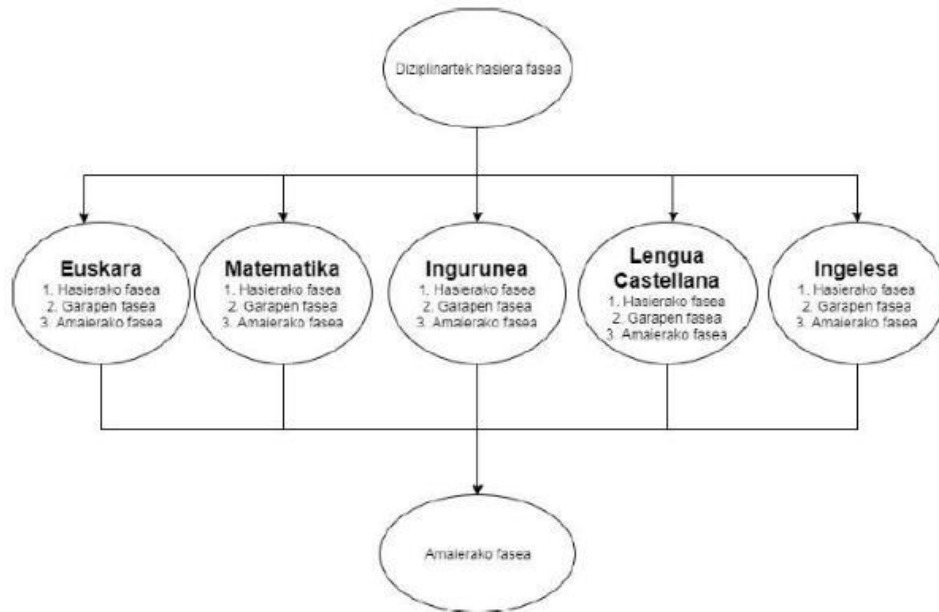 Diziplinartek hasiera fasea
Euskara
1. Hasierako fasea
2. Garapen fasea
3. Amaierako fasea
Matematika
1. Hasierako fasea
2. Garapen fasea
3. Amaierako fasea
Ingurunea
1. Hasierako fasea
2. Garapen fasea
3. Amaierako fasea
Lengua
Castellana
1. Hasierako fasea
2. Garapen fasea
3. Amaierako fasea
Ingelesa
1. Hasierako fasea
2. Garapen fasea
3. Amaierako fasea
Amaierako fasea